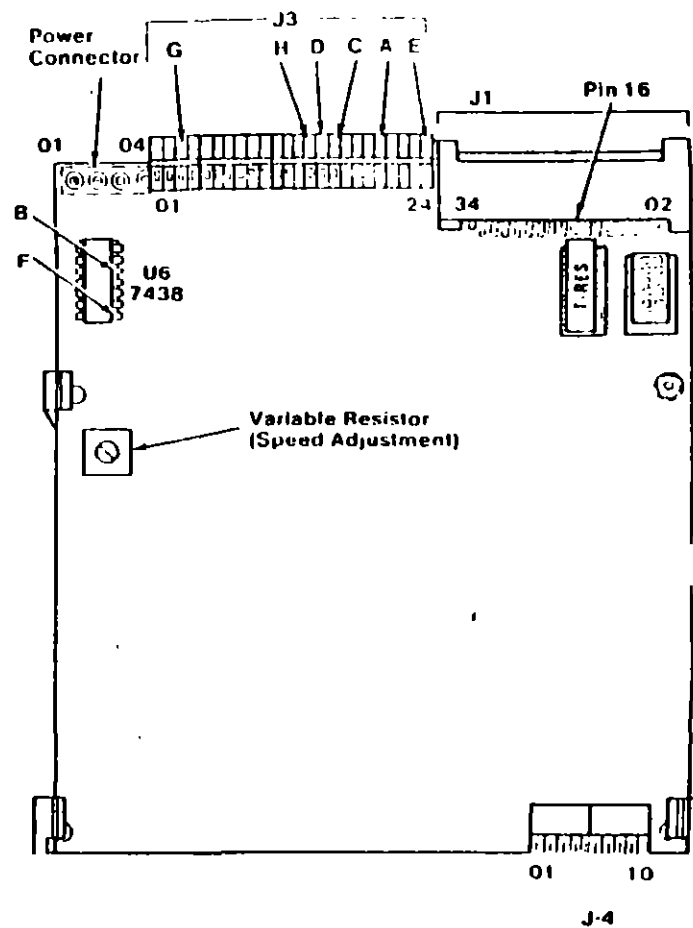 J3
Power
Connector
G
H
D
C
A
E
J1
Pin 16
01
04
01
24
34
02
B
F
U6
7438
T-RES
Variable Resistor
(Speed Adjustment)
01
10
J-4